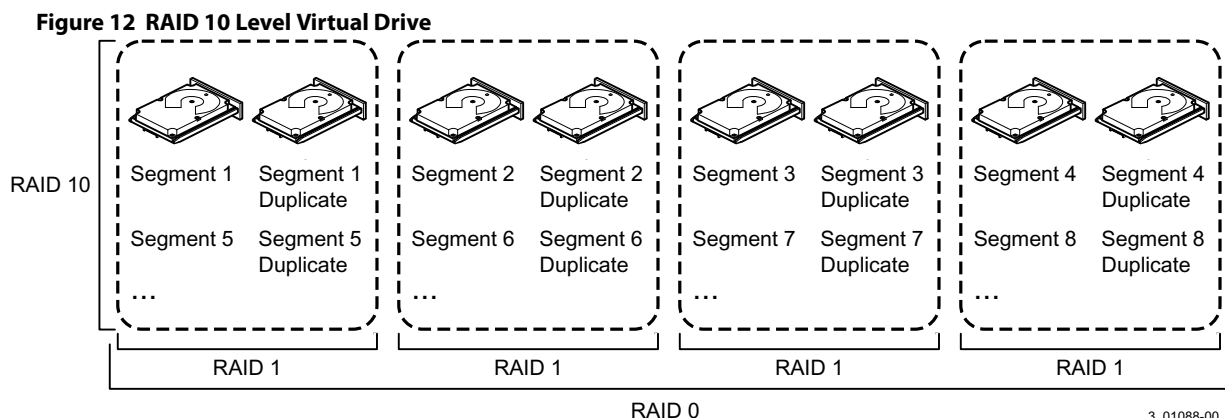 Figure 12 RAID 10 Level Virtual Drive
RAID 10
Segment 1 Segment 1 Duplicate
Segment 5 Segment 5 Duplicate
...
Segment 2 Segment 2 Duplicate
Segment 6 Segment 6 Duplicate
...
Segment 3 Segment 3 Duplicate
Segment 7 Segment 7 Duplicate
...
Segment 4 Segment 4 Duplicate
Segment 8 Segment 8 Duplicate
...
RAID 1 RAID 1 RAID 1 RAID 1
RAID 0
3_01088-00